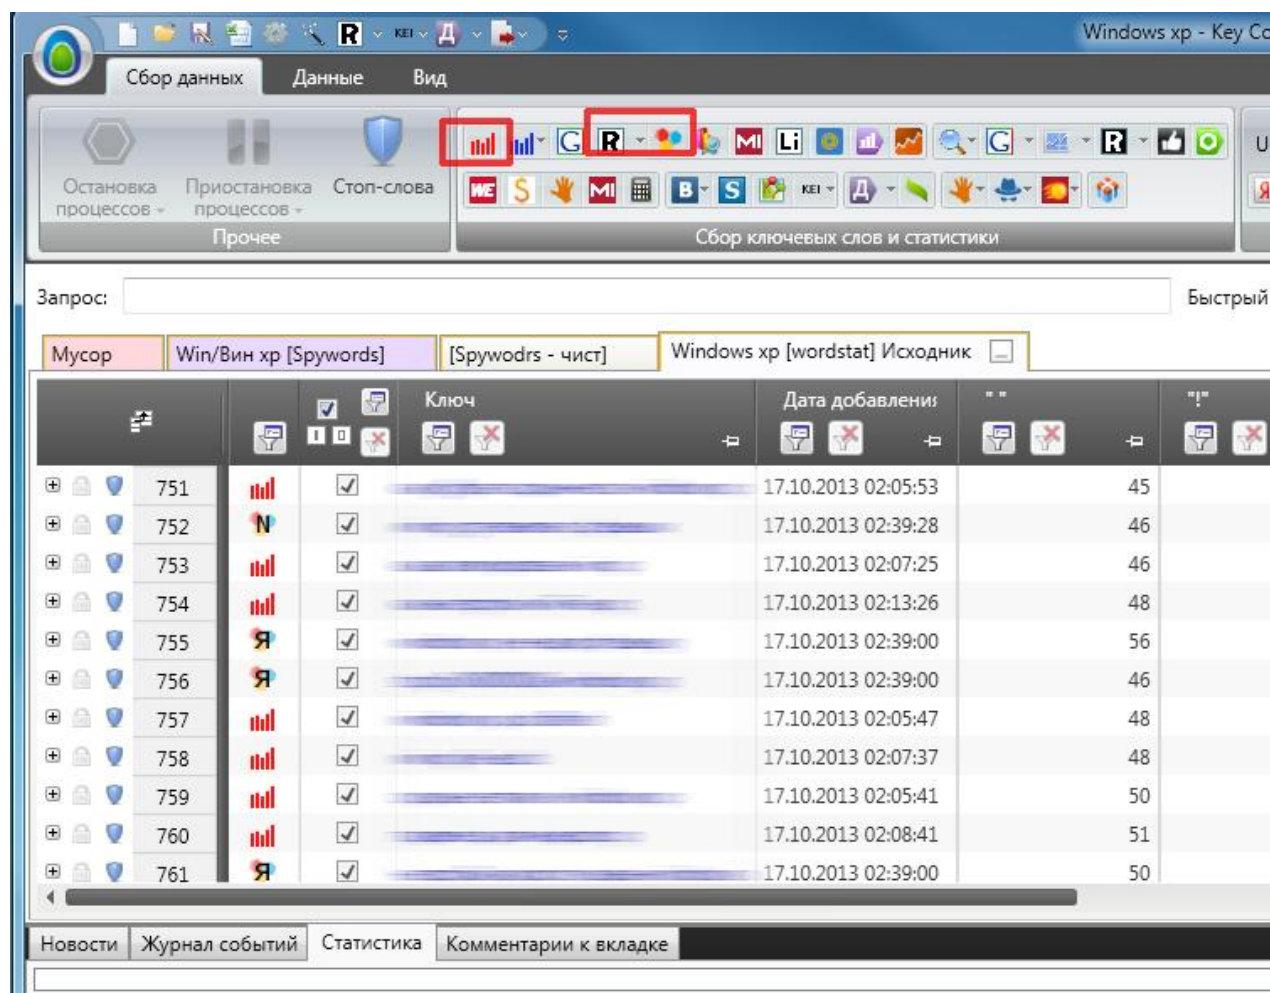 R KEI Д Windows xp - Key Co
Сбор данных Данные Вид
G R MI Li G R U
Остановка процессов Приостановка процессов Стоп-слова
WE $ MI B S KEI Д Я
Прочее Сбор ключевых слов и статистики
Запрос: Быстрый
Мусор Win/Вин xp [Spywords] [Spywodrs - чист] Windows xp [wordstat] Исходник
Ключ Дата добавления " " "!"
751 17.10.2013 02:05:53 45
752 N 17.10.2013 02:39:28 46
753 17.10.2013 02:07:25 46
754 17.10.2013 02:13:26 48
755 Я 17.10.2013 02:39:00 56
756 Я 17.10.2013 02:39:00 46
757 17.10.2013 02:05:47 48
758 17.10.2013 02:07:37 48
759 17.10.2013 02:05:41 50
760 17.10.2013 02:08:41 51
761 Я 17.10.2013 02:39:00 50
Новости Журнал событий Статистика Комментарии к вкладке